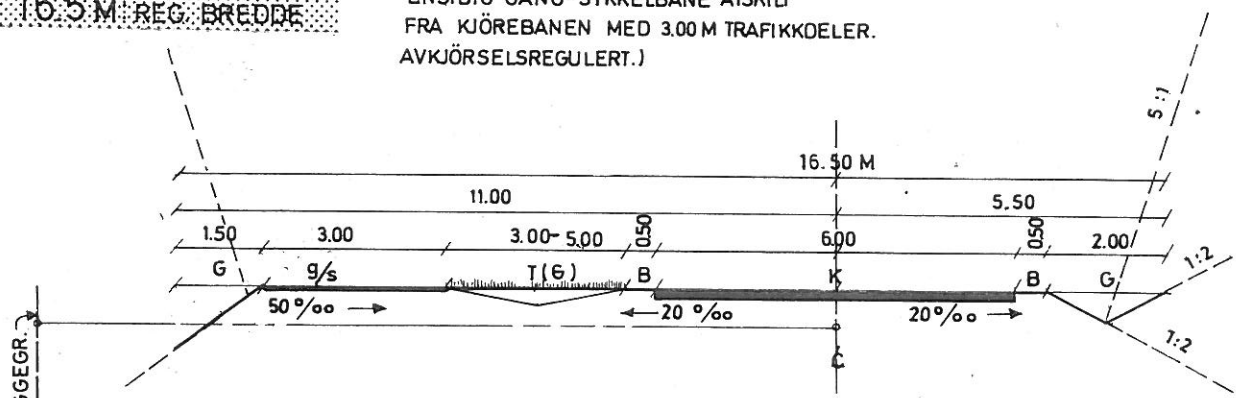 16.5 M REG. BREDDE
FRA KJÖREBANEN MED 3.00 M TRAFIKKDELER.
AVKJÖRSELSREGULERT.)
5:1
16.50 M
11.00
5.50
1.50
3.00
3.00-5.00
0.50
6.00
0.50
2.00
G
g/s
T(G)
B
K
B
G
1:2
50 ‰
20 ‰
20 ‰
1:2
C